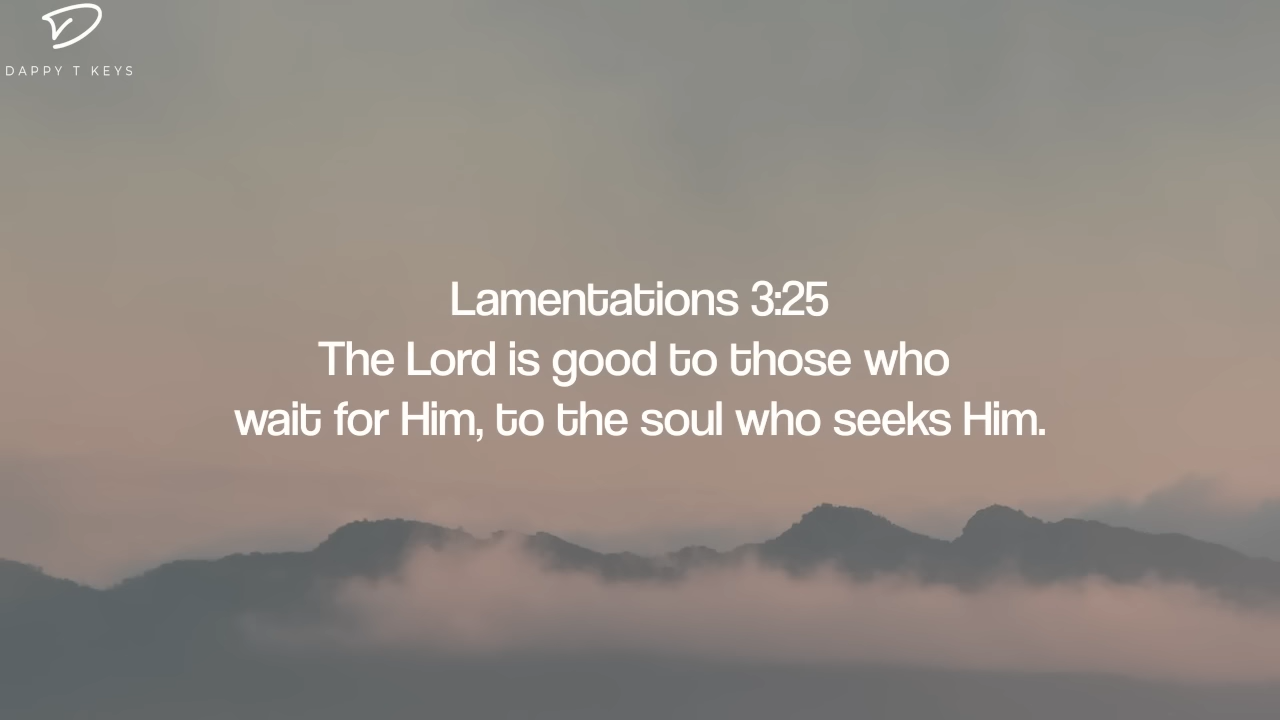 DAPPY T KEYS
Lamentations 3:25
The Lord is good to those who
wait for Him, to the soul who seeks Him.